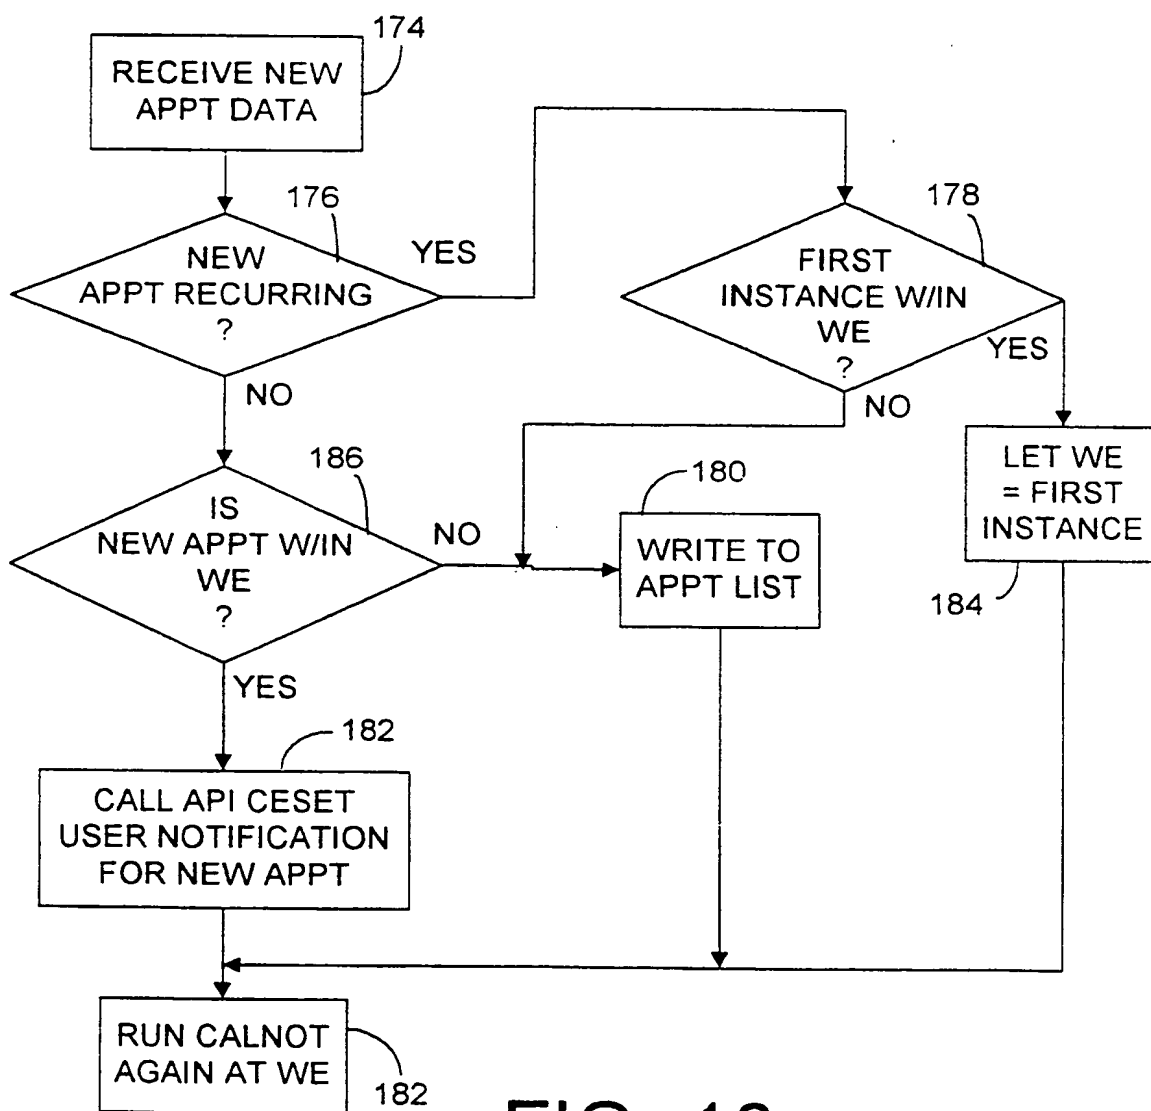 174
RECEIVE NEW
APPT DATA
176
NEW
APPT RECURRING
?
YES
NO
178
FIRST
INSTANCE W/IN
WE
?
YES
NO
186
IS
NEW APPT W/IN
WE
?
NO
YES
180
WRITE TO
APPT LIST
LET WE
= FIRST
INSTANCE
184
182
CALL API CESET
USER NOTIFICATION
FOR NEW APPT
RUN CALNOT
AGAIN AT WE
182